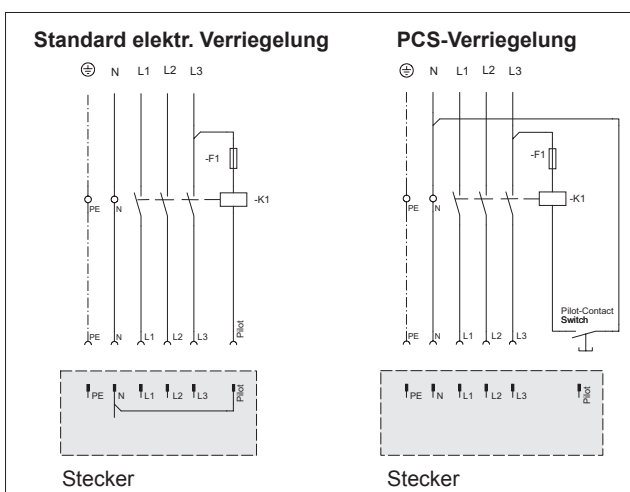 Standard elektr. Verriegelung
N L1 L2 L3
-F1
-K1
PE N
PE N L1 L2 L3 Pilot
PE N L1 L2 L3 Pilot
Stecker
PCS-Verriegelung
N L1 L2 L3
-F1
-K1
PE N
Pilot-Contact
Switch
PE N L1 L2 L3
PE N L1 L2 L3 Pilot
Stecker